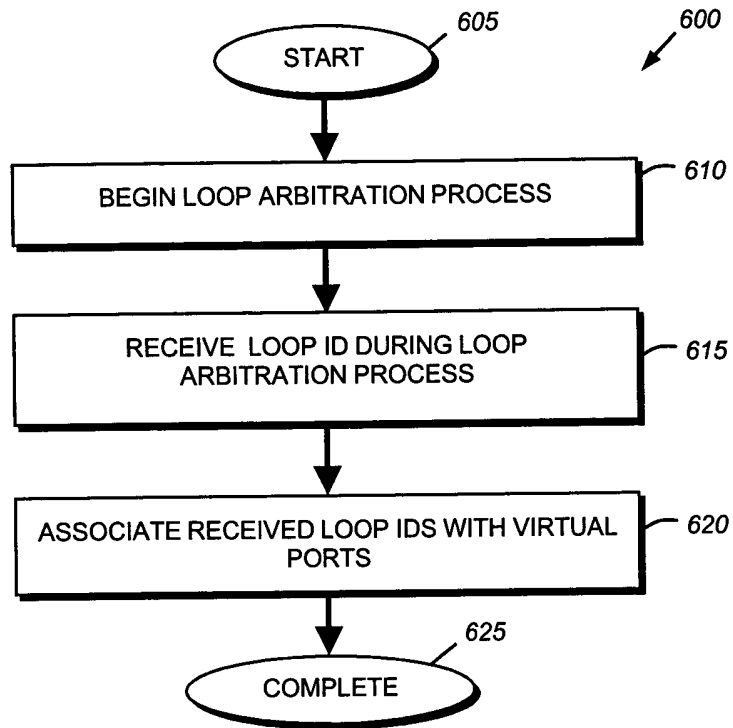 605
600
START
610
BEGIN LOOP ARBITRATION PROCESS
615
RECEIVE LOOP ID DURING LOOP
ARBITRATION PROCESS
620
ASSOCIATE RECEIVED LOOP IDS WITH VIRTUAL
PORTS
625
COMPLETE